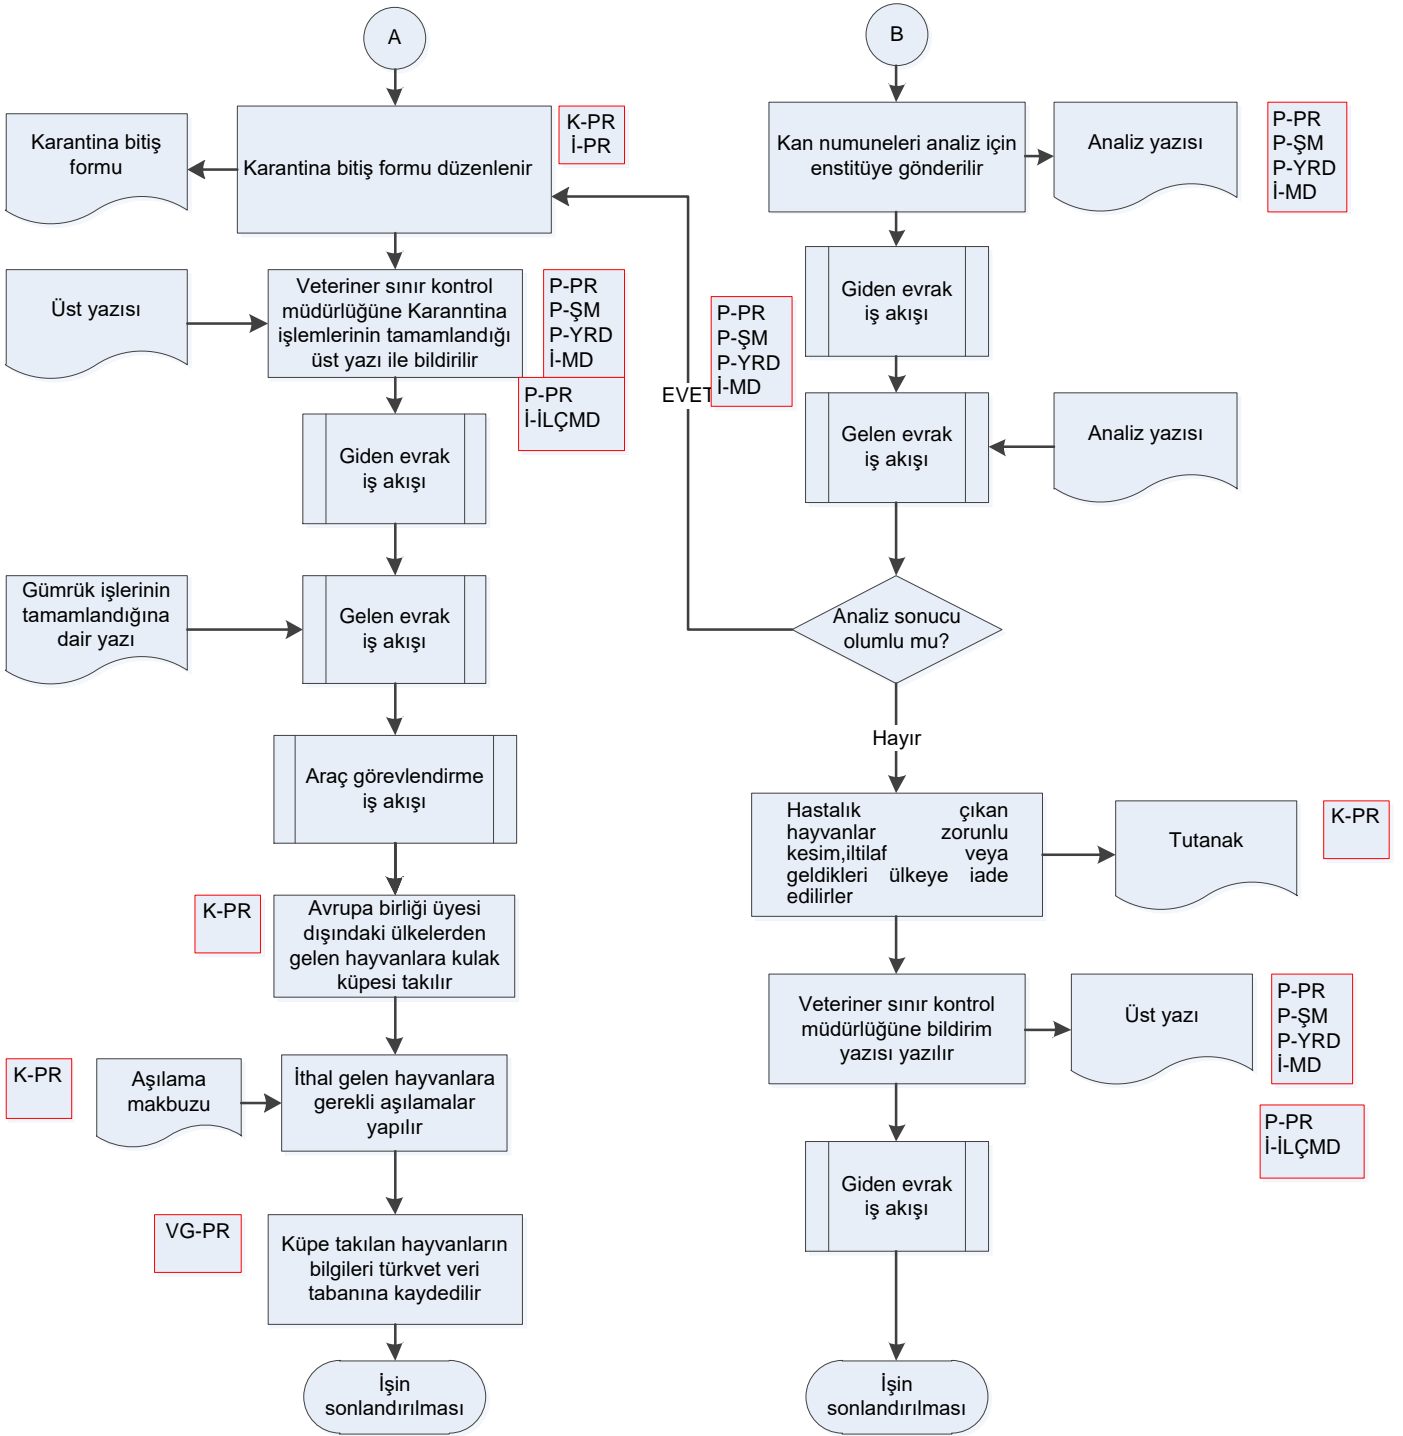 A
Karantina bitiş
formu
Karantina bitiş formu düzenlenir
K-PR
İ-PR
Üst yazısı
Veteriner sınır kontrol
müdürlüğüne Karanntina
işlemlerinin tamamlandığı
üst yazı ile bildirilir
P-PR
P-ŞM
P-YRD
İ-MD
P-PR
İ-İLÇMD
Giden evrak
iş akışı
Gümrük işlerinin
tamamlandığına
dair yazı
Gelen evrak
iş akışı
Araç görevlendirme
iş akışı
K-PR
Avrupa birliği üyesi
dışındaki ülkelerden
gelen hayvanlara kulak
küpesi takılır
K-PR
Aşılama
makbuzu
İthal gelen hayvanlara
gerekli aşılamalar
yapılır
VG-PR
Küpe takılan hayvanların
bilgileri türkvet veri
tabanına kaydedilir
İşin
sonlandırılması
B
Kan numuneleri analiz için
enstitüye gönderilir
Analiz yazısı
P-PR
P-ŞM
P-YRD
İ-MD
Giden evrak
iş akışı
P-PR
P-ŞM
P-YRD
İ-MD
EVET
Gelen evrak
iş akışı
Analiz yazısı
Analiz sonucu
olumlu mu?
Hayır
Hastalık çıkan
hayvanlar zorunlu
kesim,iltilaf veya
geldikleri ülkeye iade
edilirler
Tutanak
K-PR
Veteriner sınır kontrol
müdürlüğüne bildirim
yazısı yazılır
Üst yazı
P-PR
P-ŞM
P-YRD
İ-MD
P-PR
İ-İLÇMD
Giden evrak
iş akışı
İşin
sonlandırılması